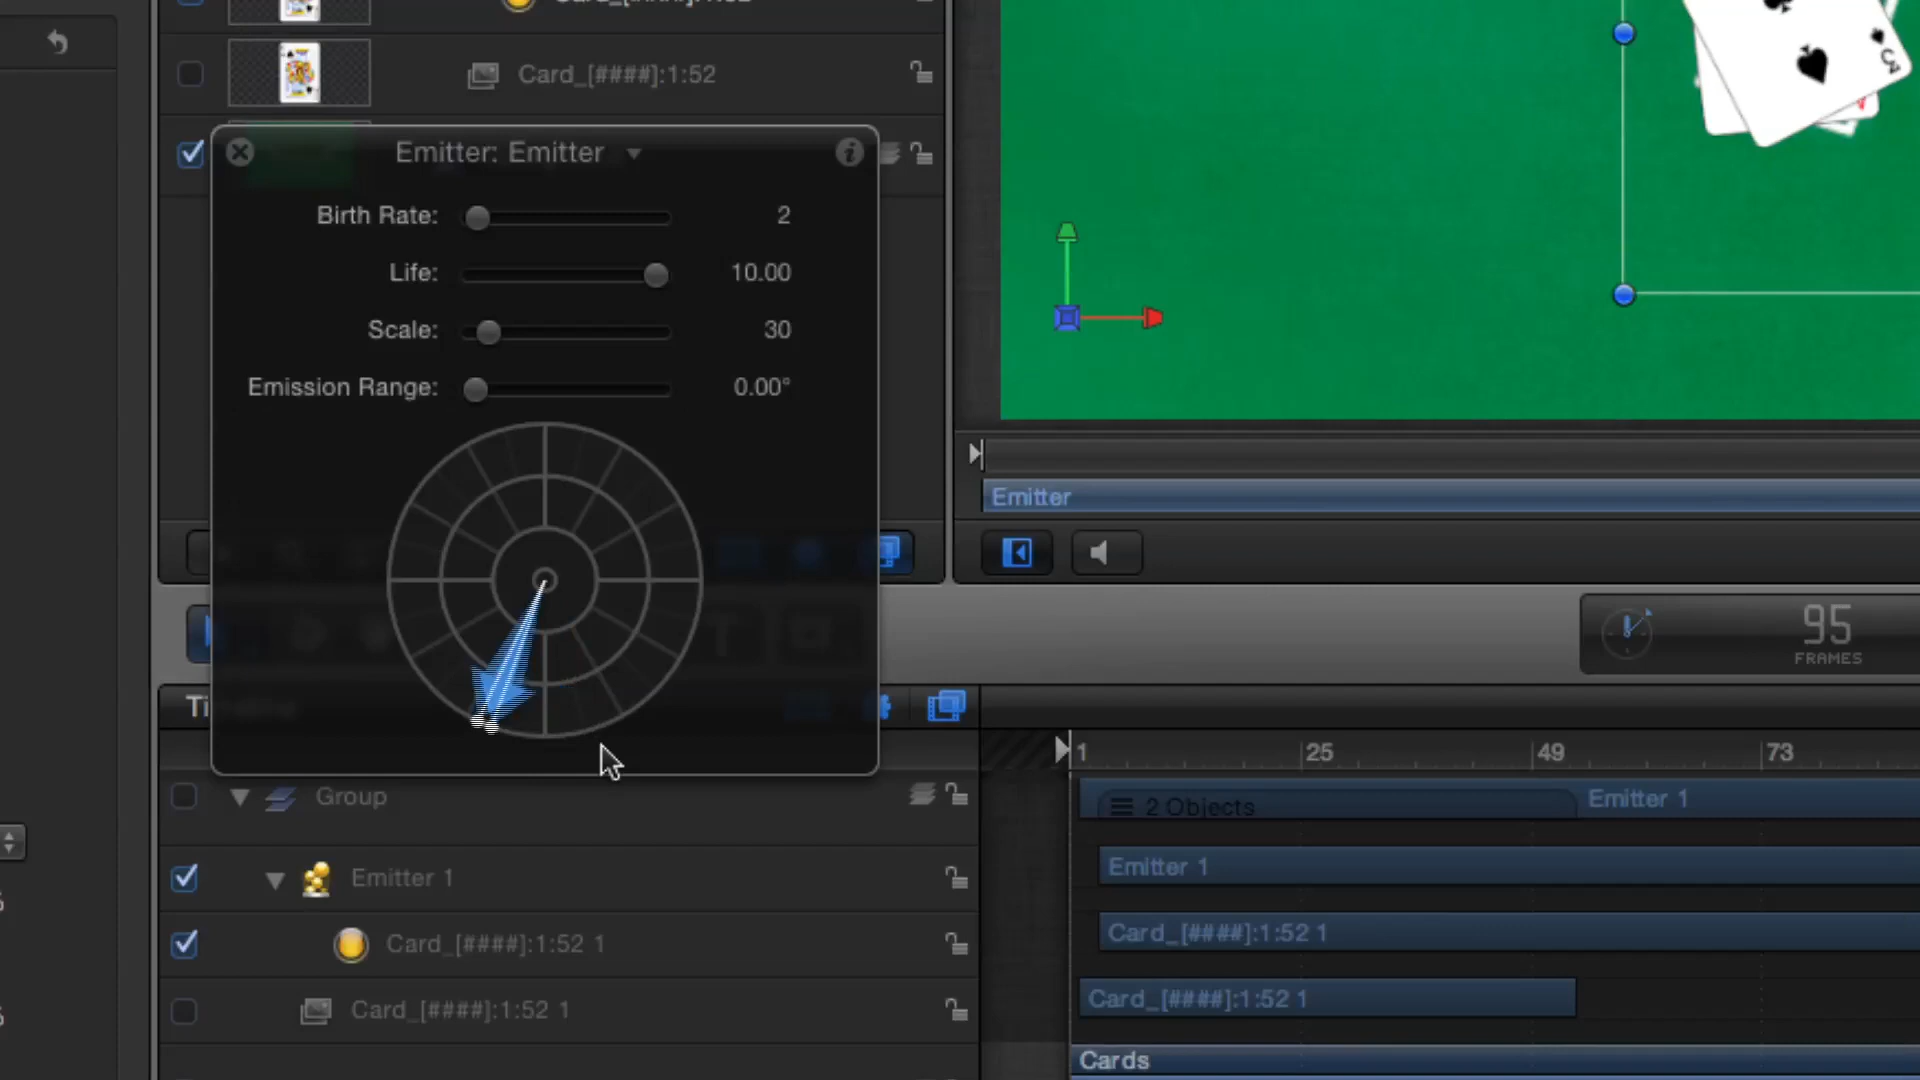 Card_[####]:1:52
Emitter: Emitter
Birth Rate: 2
Life: 10.00
Scale: 30
Emission Range: 0.00°
Emitter
95
FRAMES
1 25 49 73
Group
2 Objects
Emitter 1
Emitter 1
Emitter 1
Card_[####]:1:52 1
Card_[####]:1:52 1
Card_[####]:1:52 1
Card_[####]:1:52 1
Cards